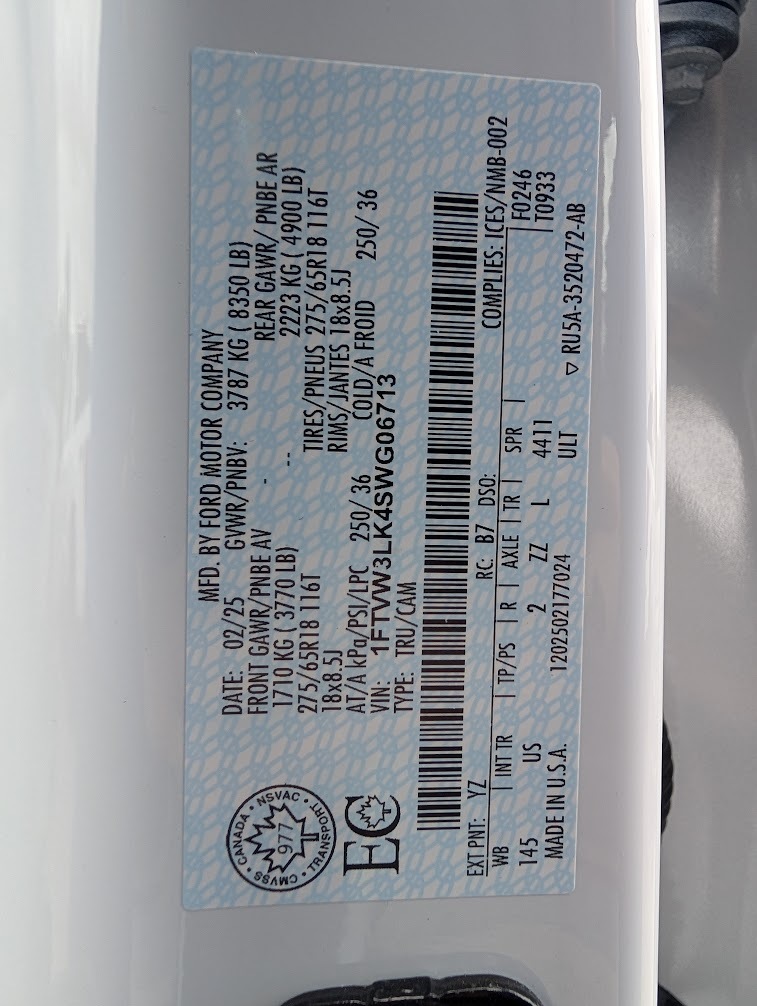 MFD. BY FORD MOTOR COMPANY
DATE: 02/25 GVWR/PNBV: 3787 KG ( 8350 LB)
FRONT GAWR/PNBE AV - REAR GAWR/ PNBE AR
1710 KG ( 3770 LB) -- 2223 KG ( 4900 LB)
275/65R18 116T TIRES/PNEUS 275/65R18 116T
18x8.5J RIMS/JANTES 18x8.5J
AT/A kPa/PSI/LPC 250/ 36 COLD/A FROID 250/ 36
VIN: 1FTVW3LK4SWG06713
TYPE: TRU/CAM
CANADA • NSVAC • TRANSPORT • CMVSS •
977
EC
COMPLIES: ICES/NMB-002
EXT PNT: YZ RC: B7 DSO: F0246
WB | INT TR | TP/PS | R | AXLE | TR | SPR | T0933
145 US 2 ZZ L 4411
MADE IN U.S.A. 1202502177024 ULT
▽ RU5A-3520472-AB